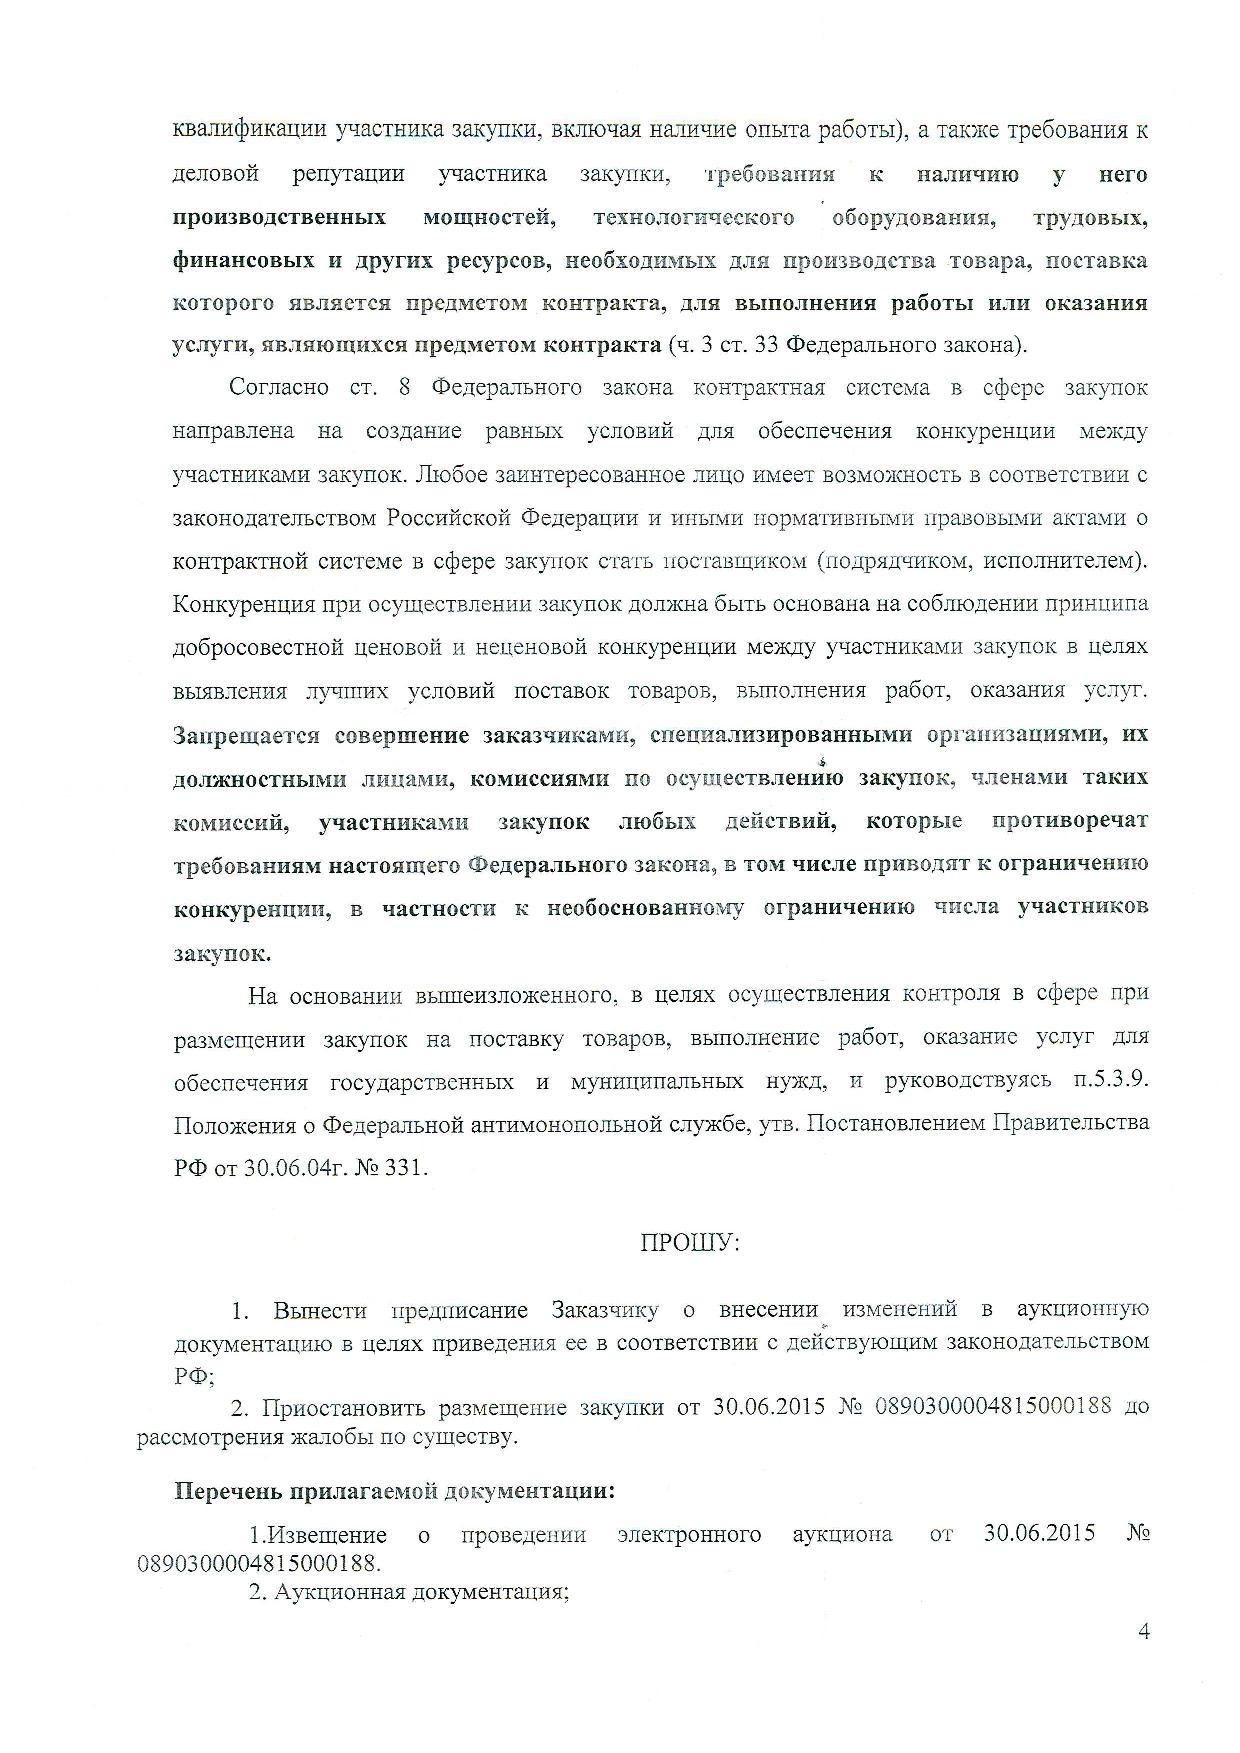 квалификации участника закупки, включая наличие опыта работы), а также требования к
деловой репутации участника закупки, требования к наличию у него
производственных мощностей, технологического оборудования, трудовых,
финансовых и других ресурсов, необходимых для производства товара, поставка
которого является предметом контракта, для выполнения работы или оказания
услуги, являющихся предметом контракта (ч. 3 ст. 33 Федерального закона).
Согласно ст. 8 Федерального закона контрактная система в сфере закупок
направлена на создание равных условий для обеспечения конкуренции между
участниками закупок. Любое заинтересованное лицо имеет возможность в соответствии с
законодательством Российской Федерации и иными нормативными правовыми актами о
контрактной системе в сфере закупок стать поставщиком (подрядчиком, исполнителем).
Конкуренция при осуществлении закупок должна быть основана на соблюдении принципа
добросовестной ценовой и неценовой конкуренции между участниками закупок в целях
выявления лучших условий поставок товаров, выполнения работ, оказания услуг.
Запрещается совершение заказчиками, специализированными организациями, их
должностными лицами, комиссиями по осуществлению закупок, членами таких
комиссий, участниками закупок любых действий, которые противоречат
требованиям настоящего Федерального закона, в том числе приводят к ограничению
конкуренции, в частности к необоснованному ограничению числа участников
закупок.
На основании вышеизложенного, в целях осуществления контроля в сфере при
размещении закупок на поставку товаров, выполнение работ, оказание услуг для
обеспечения государственных и муниципальных нужд, и руководствуясь п.5.3.9.
Положения о Федеральной антимонопольной службе, утв. Постановлением Правительства
РФ от 30.06.04г. № 331.
ПРОШУ:
1. Вынести предписание Заказчику о внесении изменений в аукционную
документацию в целях приведения ее в соответствии с действующим законодательством
РФ;
2. Приостановить размещение закупки от 30.06.2015 № 0890300004815000188 до
рассмотрения жалобы по существу.
Перечень прилагаемой документации:
1.Извещение о проведении электронного аукциона от 30.06.2015 №
0890300004815000188.
2. Аукционная документация;
4